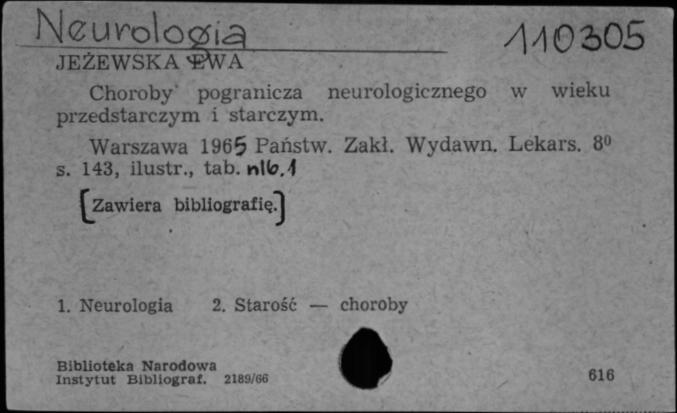 Neurologia 110305
JEŻEWSKA EWA
Choroby pogranicza neurologicznego w wieku
przedstarczym i starczym.
Warszawa 1965 Państw. Zakł. Wydawn. Lekars. 8⁰
s. 143, ilustr., tab. nlb. 1
[Zawiera bibliografię.]
1. Neurologia 2. Starość — choroby
Biblioteka Narodowa
Instytut Bibliograf. 2189/66 616